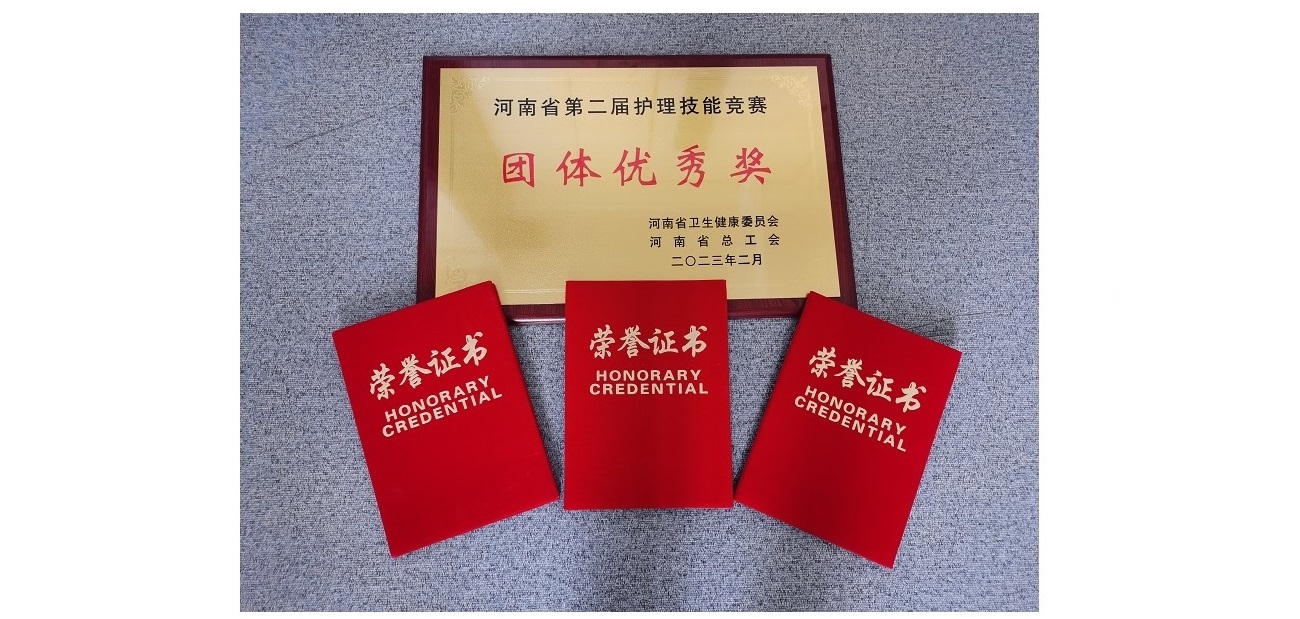 河南省第二届护理技能竞赛
团体优秀奖
河南省卫生健康委员会
河南省总工会
二〇二三年二月
荣誉证书
HONORARY
CREDENTIAL
荣誉证书
HONORARY
CREDENTIAL
荣誉证书
HONORARY
CREDENTIAL